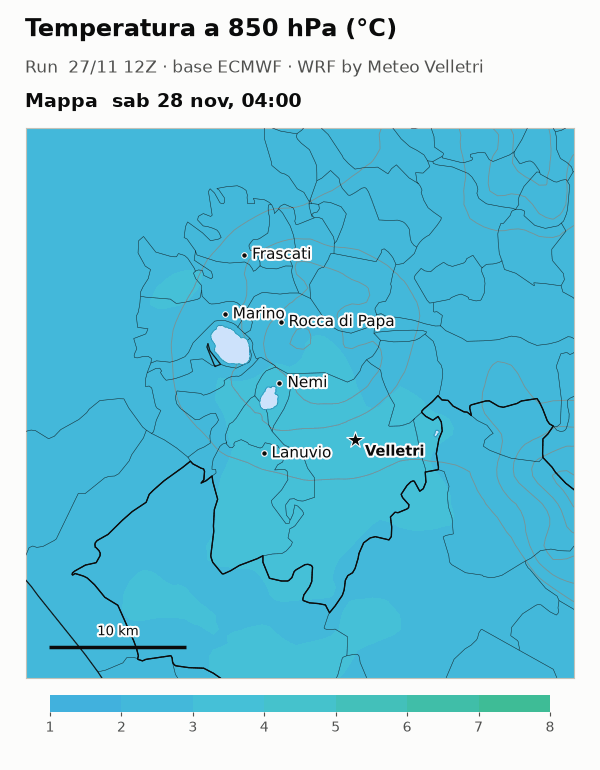 Temperatura a 850 hPa (°C)
Run  27/11 12Z · base ECMWF · WRF by Meteo Velletri
Mappa  sab 28 nov, 04:00
Frascati
Marino
Rocca di Papa
Nemi
Velletri
Lanuvio
10 km
1 2 3 4 5 6 7 8